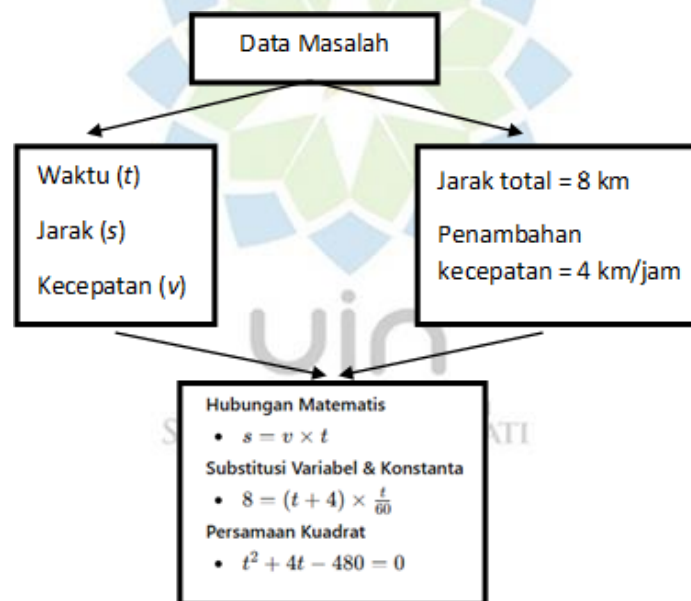 Data Masalah
Waktu (t)
Jarak (s)
Kecepatan (v)
Jarak total = 8 km
Penambahan
kecepatan = 4 km/jam
uin
Hubungan Matematis
• s = v × t
Substitusi Variabel & Konstanta
• 8 = (t + 4) × t/60
Persamaan Kuadrat
• t² + 4t − 480 = 0